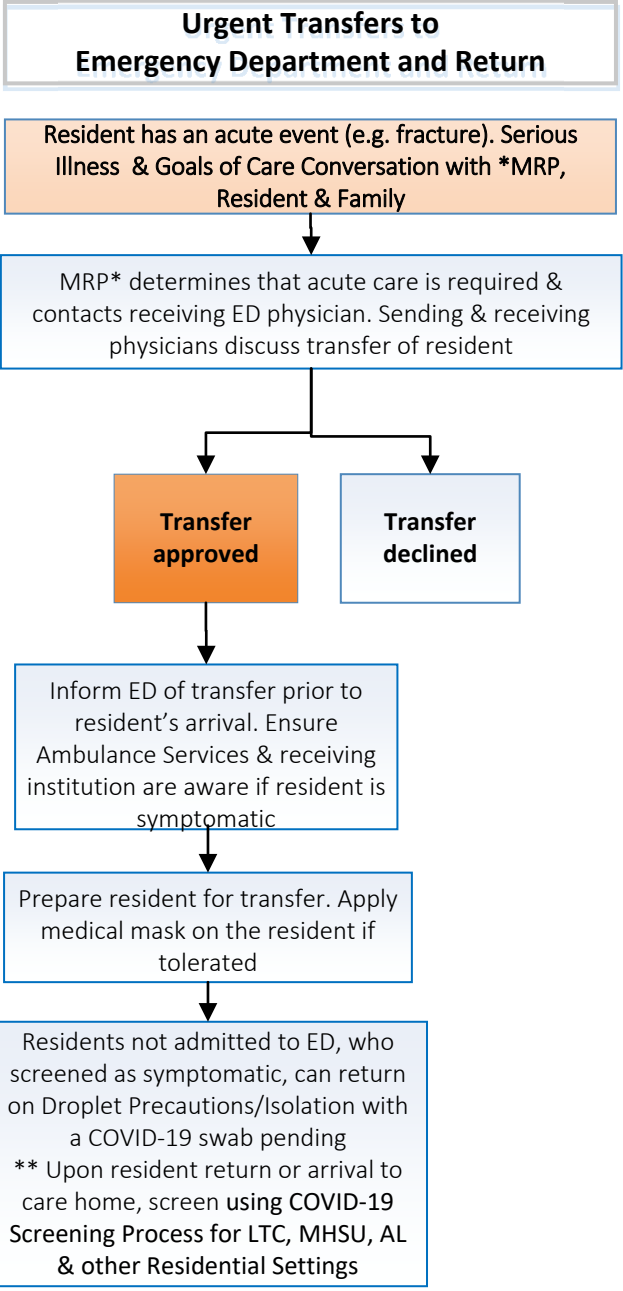 Urgent Transfers to
Emergency Department and Return
Resident has an acute event (e.g. fracture). Serious
Illness & Goals of Care Conversation with *MRP,
Resident & Family
MRP* determines that acute care is required &
contacts receiving ED physician. Sending & receiving
physicians discuss transfer of resident
Transfer
approved
Transfer
declined
Inform ED of transfer prior to
resident’s arrival. Ensure
Ambulance Services & receiving
institution are aware if resident is
symptomatic
Prepare resident for transfer. Apply
medical mask on the resident if
tolerated
Residents not admitted to ED, who
screened as symptomatic, can return
on Droplet Precautions/Isolation with
a COVID-19 swab pending
** Upon resident return or arrival to
care home, screen using COVID-19
Screening Process for LTC, MHSU, AL
& other Residential Settings